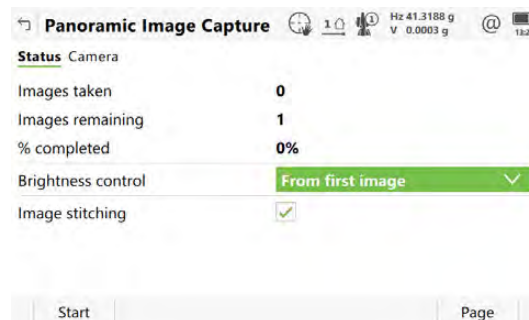 Panoramic Image Capture 1 1 Hz 41.3188 g
V 0.0003 g @
Status Camera
Images taken 0
Images remaining 1
% completed 0%
Brightness control From first image
Image stitching
Start Page